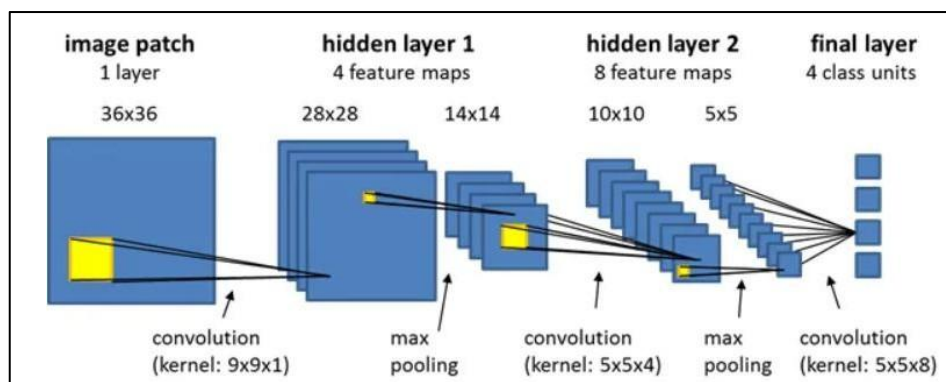 image patch
1 layer
36x36
hidden layer 1
4 feature maps
28x28
14x14
hidden layer 2
8 feature maps
10x10
5x5
final layer
4 class units
convolution
(kernel: 9x9x1)
max
pooling
convolution
(kernel: 5x5x4)
max
pooling
convolution
(kernel: 5x5x8)